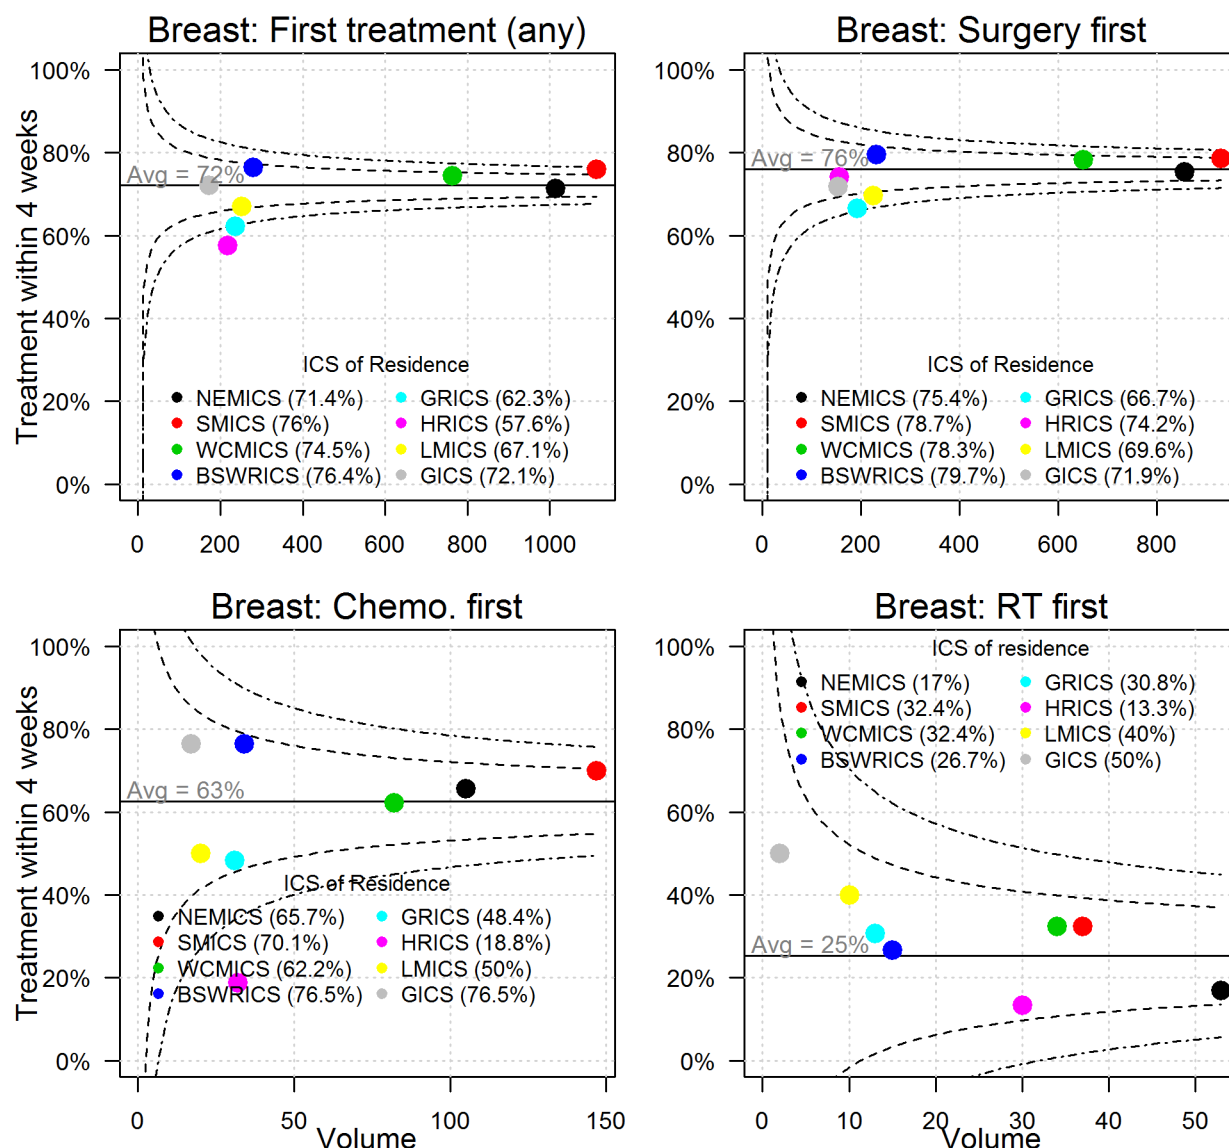 Breast: First treatment (any)
Treatment within 4 weeks
100%
80%
60%
40%
20%
0%
Avg = 72%
ICS of Residence
NEMICS (71.4%) GRICS (62.3%)
SMICS (76%) HRICS (57.6%)
WCMICS (74.5%) LMICS (67.1%)
BSWRICS (76.4%) GICS (72.1%)
0 200 400 600 800 1000
Breast: Surgery first
100%
80%
60%
40%
20%
0%
Avg = 76%
ICS of Residence
NEMICS (75.4%) GRICS (66.7%)
SMICS (78.7%) HRICS (74.2%)
WCMICS (78.3%) LMICS (69.6%)
BSWRICS (79.7%) GICS (71.9%)
0 200 400 600 800
Breast: Chemo. first
Treatment within 4 weeks
100%
80%
60%
40%
20%
0%
Avg = 63%
ICS of Residence
NEMICS (65.7%) GRICS (48.4%)
SMICS (70.1%) HRICS (18.8%)
WCMICS (62.2%) LMICS (50%)
BSWRICS (76.5%) GICS (76.5%)
0 50 100 150
Volume
Breast: RT first
100%
80%
60%
40%
20%
0%
ICS of residence
NEMICS (17%) GRICS (30.8%)
SMICS (32.4%) HRICS (13.3%)
WCMICS (32.4%) LMICS (40%)
BSWRICS (26.7%) GICS (50%)
Avg = 25%
0 10 20 30 40 50
Volume